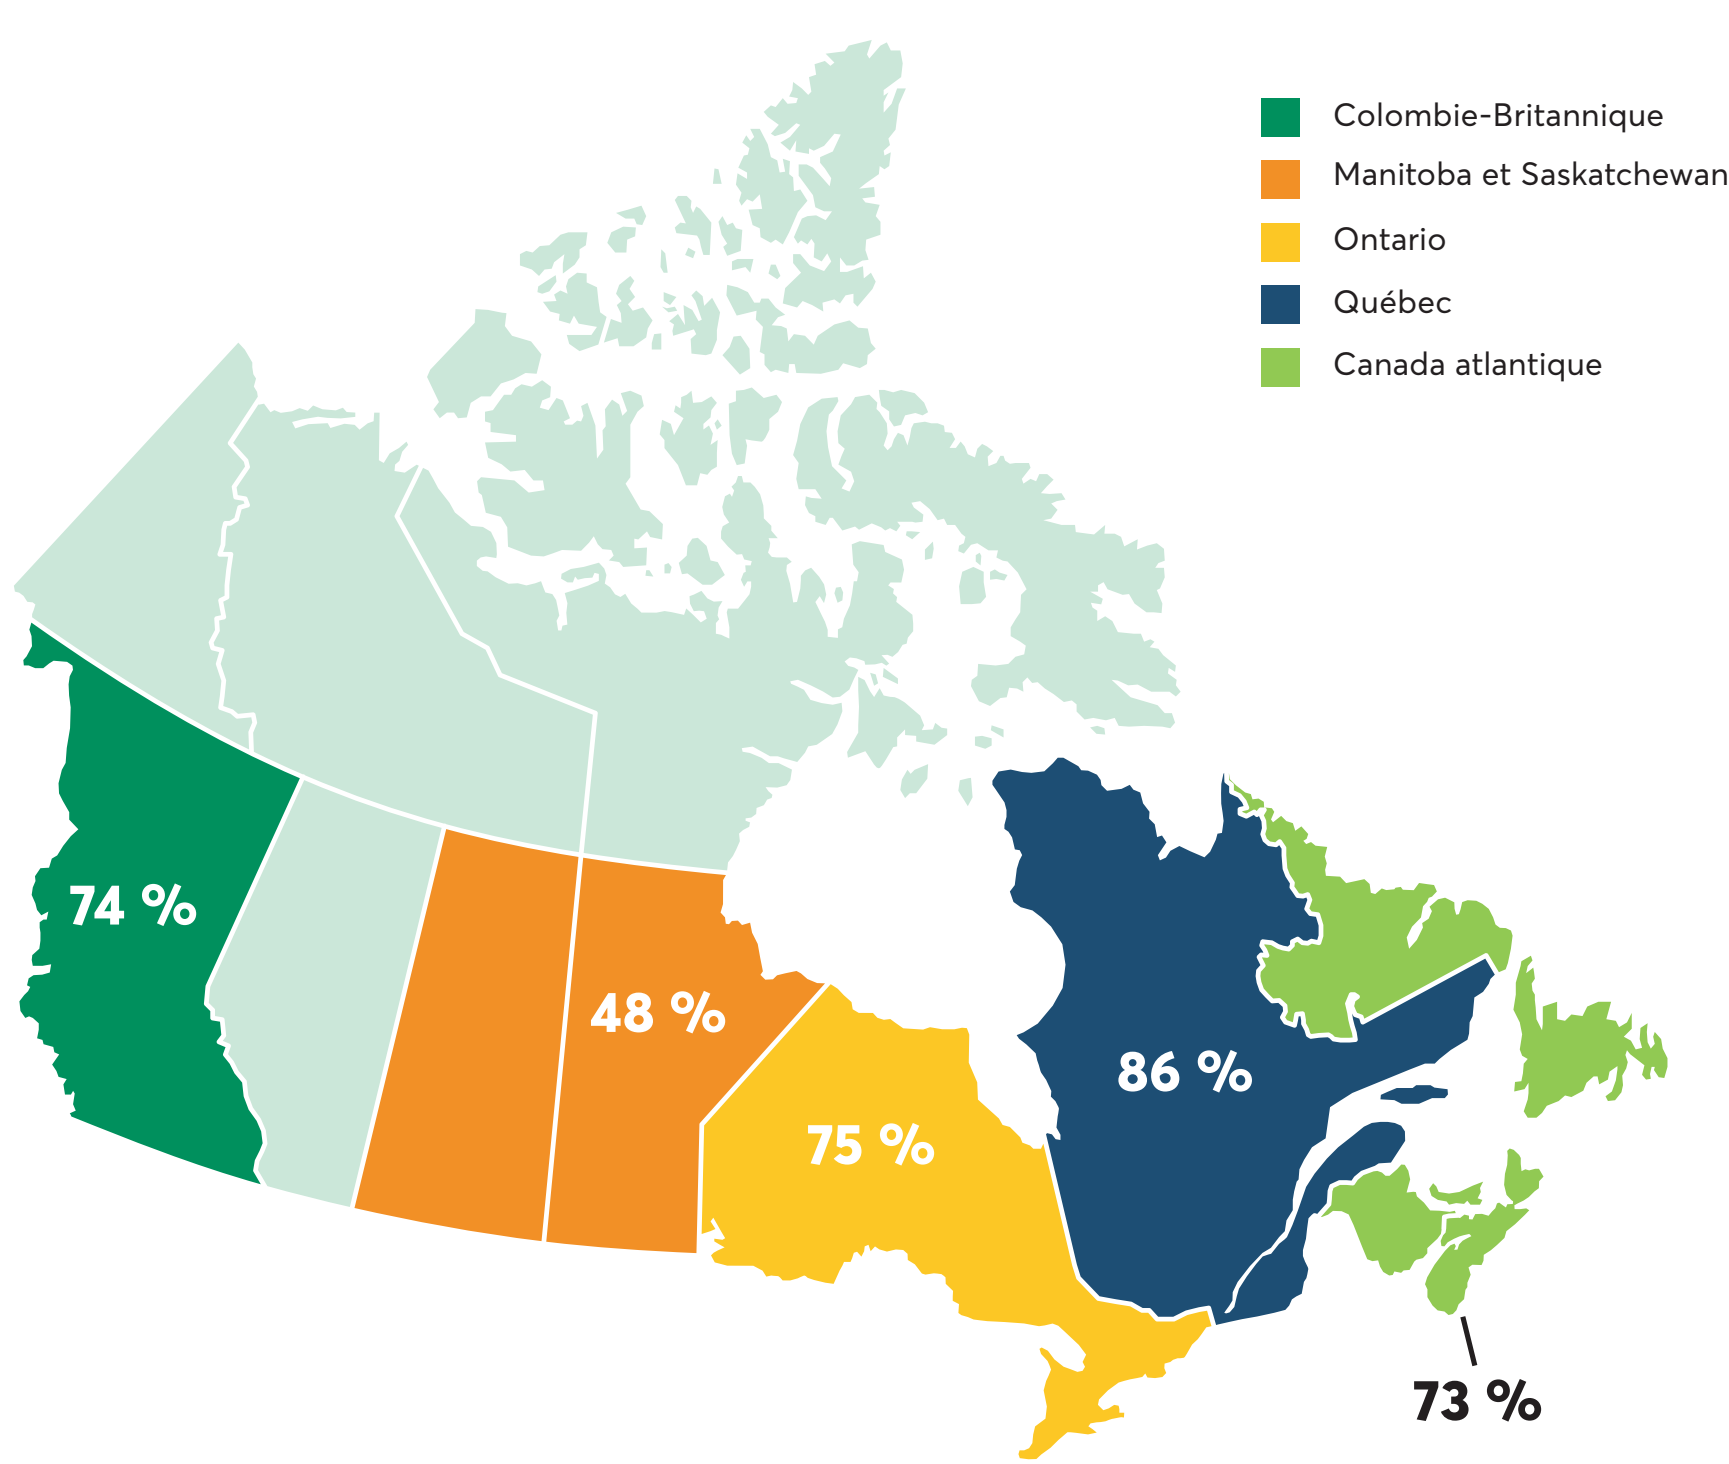 Colombie-Britannique
Manitoba et Saskatchewan
Ontario
Québec
Canada atlantique
74 %
48 %
86 %
75 %
73 %